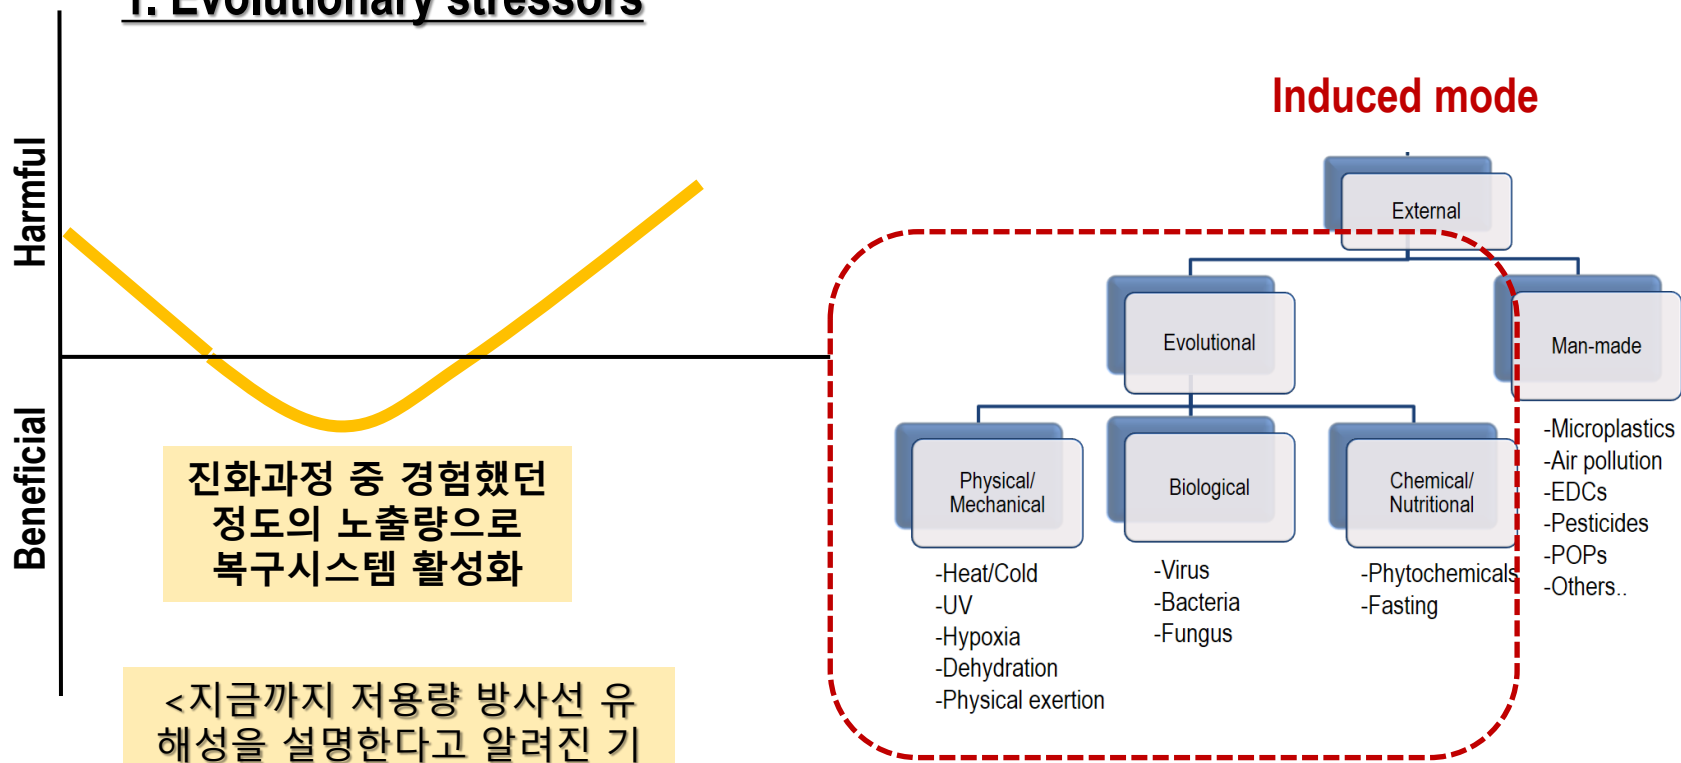 1. Evolutionary stressors
Harmful
Beneficial
진화과정 중 경험했던
정도의 노출량으로
복구시스템 활성화
<지금까지 저용량 방사선 유
해성을 설명한다고 알려진 기
Induced mode
External
Evolutional
Man-made
Physical/
Mechanical
Biological
Chemical/
Nutritional
-Heat/Cold
-UV
-Hypoxia
-Dehydration
-Physical exertion
-Virus
-Bacteria
-Fungus
-Phytochemicals
-Fasting
-Microplastics
-Air pollution
-EDCs
-Pesticides
-POPs
-Others..